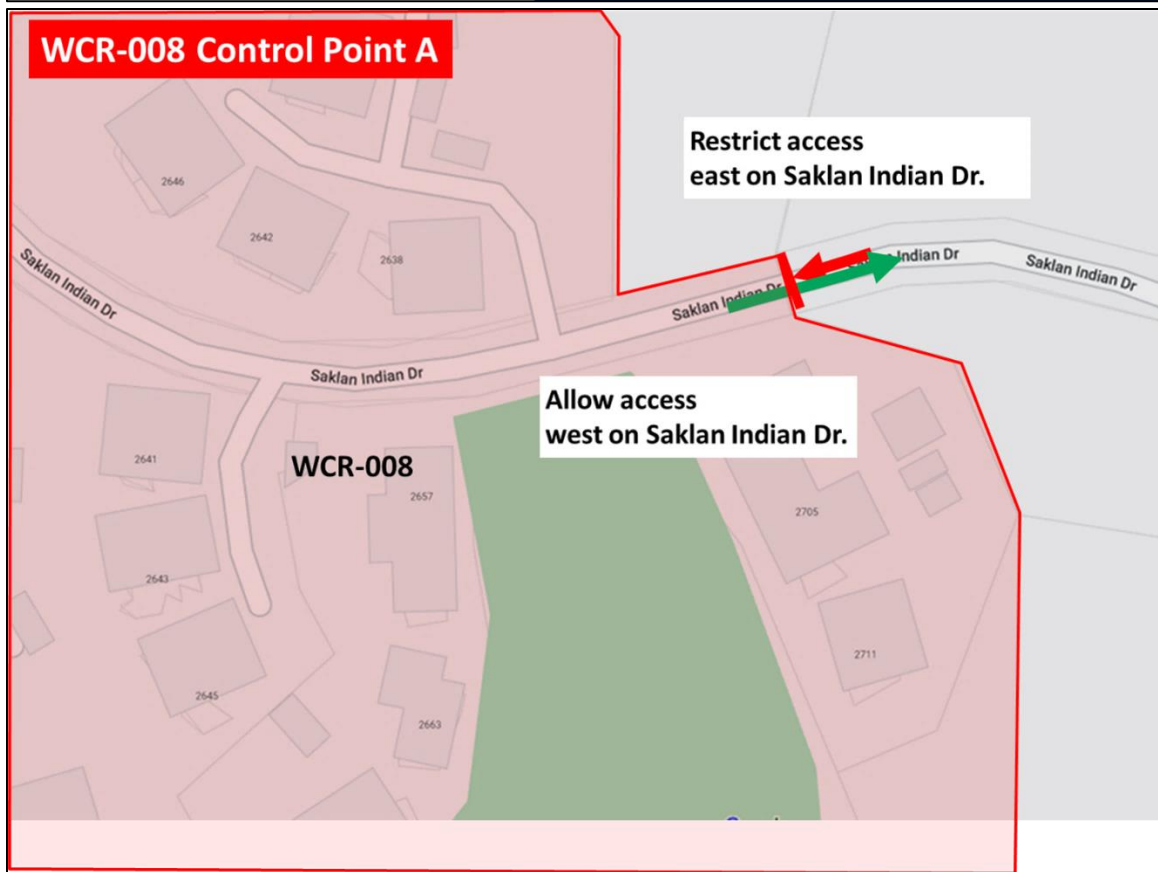 WCR-008 Control Point A
Restrict access
east on Saklan Indian Dr.
2646
2642
2638
Saklan Indian Dr
Indian Dr
Saklan Indian Dr
Saklan Indian Dr
Saklan Indian Dr
Allow access
west on Saklan Indian Dr.
2641
WCR-008
2657
2705
2643
2711
2645
2663